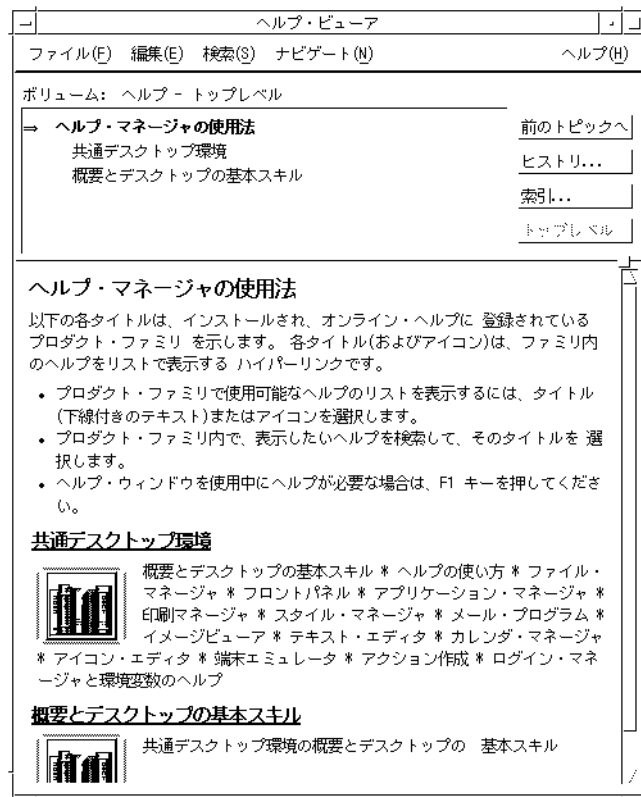 ヘルプ・ビューア
ファイル(F) 編集(E) 検索(S) ナビゲート(N) ヘルプ(H)
ボリューム: ヘルプ - トップレベル
⇒ ヘルプ・マネージャの使用法
共通デスクトップ環境
概要とデスクトップの基本スキル
前のトピックへ
ヒストリ...
索引...
トップレベル
ヘルプ・マネージャの使用法
以下の各タイトルは、インストールされ、オンライン・ヘルプに 登録されている
プロダクト・ファミリ を示します。 各タイトル(およびアイコン)は、ファミリ内
のヘルプをリストで表示する ハイパーリンクです。
• プロダクト・ファミリで使用可能なヘルプのリストを表示するには、タイトル
(下線付きのテキスト)またはアイコンを選択します。
• プロダクト・ファミリ内で、表示したいヘルプを検索して、そのタイトルを 選
択します。
• ヘルプ・ウィンドウを使用中にヘルプが必要な場合は、F1 キーを押してくださ
い。
共通デスクトップ環境
概要とデスクトップの基本スキル * ヘルプの使い方 * ファイル・
マネージャ * フロントパネル * アプリケーション・マネージャ *
印刷マネージャ * スタイル・マネージャ * メール・プログラム *
イメージビューア * テキスト・エディタ * カレンダ・マネージャ
* アイコン・エディタ * 端末エミュレータ * アクション作成 * ログイン・マネ
ージャと環境変数のヘルプ
概要とデスクトップの基本スキル
共通デスクトップ環境の概要とデスクトップの 基本スキル